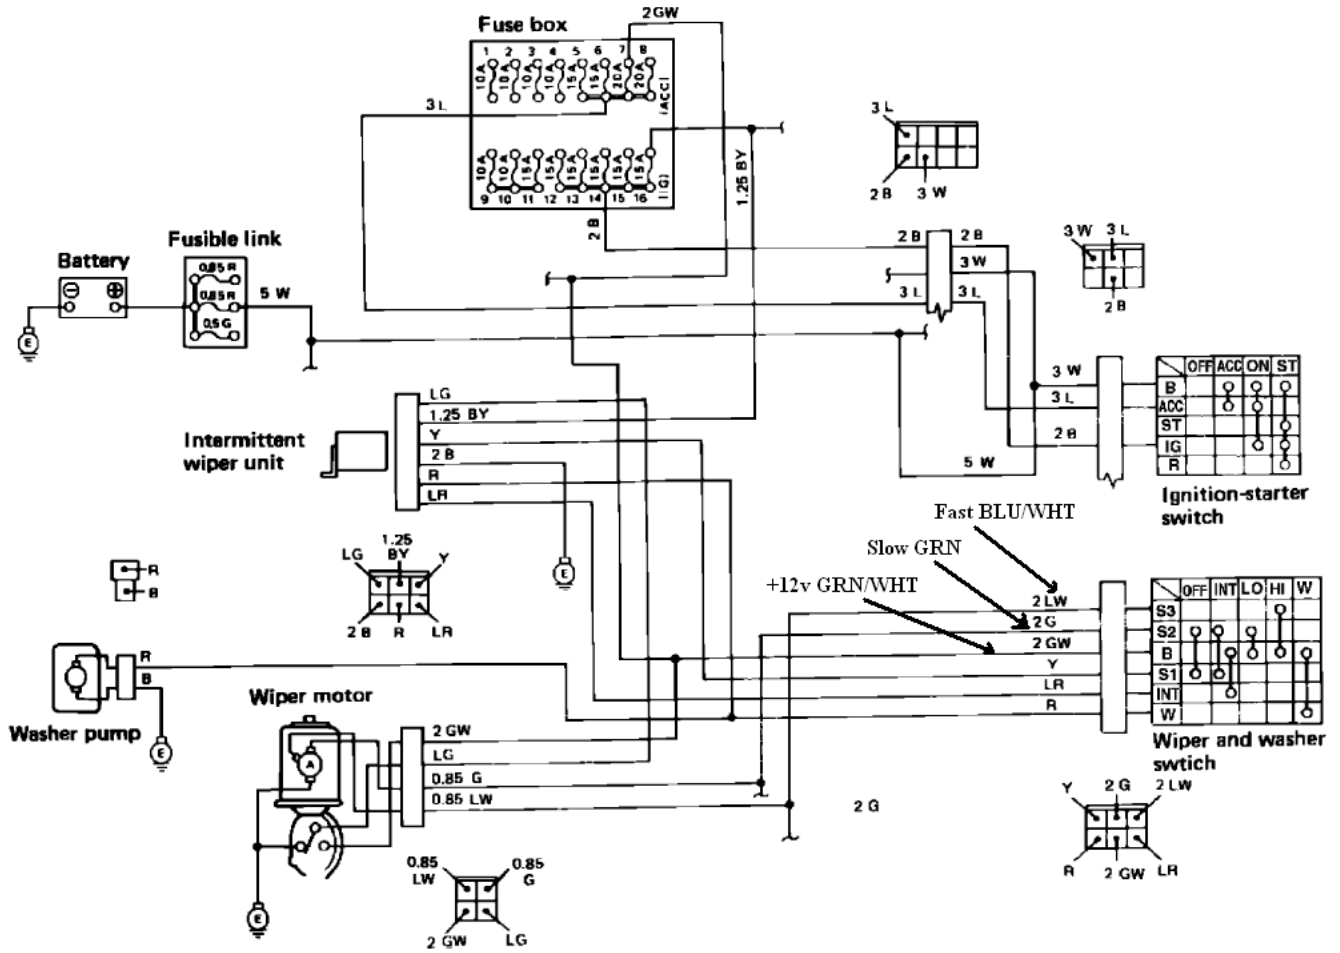 Fuse box
2GW
1 2 3 4 5 6 7 8
10A 10A 10A 10A 15A 15A 20A 20A
(ACC)
3 L
10A 10A 15A 10A 15A 15A 15A 15A
(IG)
9 10 11 12 13 14 15 16
1.25 BY
2 B
3 L
2 B 3 W
3 W 3 L
2 B
Battery
Fusible link
0.85 R
0.85 R
0.5 G
5 W
E
2 B 2 B
3 W
3 L 3 L
3 W
3 L
2 B
5 W
OFF ACC ON ST
B
ACC
ST
IG
R
Ignition-starter
switch
Intermittent
wiper unit
LG
1.25 BY
Y
2 B
R
LR
E
LG 1.25 BY Y
2 B R LR
Fast BLU/WHT
Slow GRN
+12v GRN/WHT
2 LW
2 G
2 GW
Y
LR
R
OFF INT LO HI W
S3
S2
B
S1
INT
W
Wiper and washer
swtich
R
B
R
B
Washer pump
E
Wiper motor
A
2 GW
LG
0.85 G
0.85 LW
2 G
E
0.85 LW 0.85 G
2 GW LG
Y 2 G 2 LW
R 2 GW LR